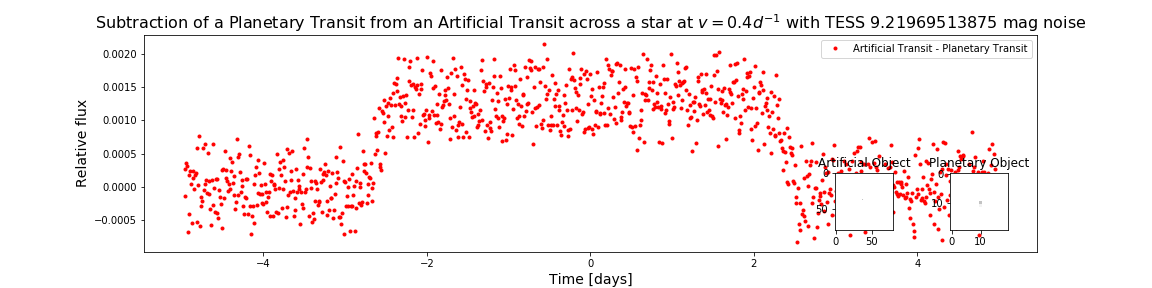 Subtraction of a Planetary Transit from an Artificial Transit across a star at v = 0.4d⁻¹ with TESS 9.21969513875 mag noise
Artificial Transit - Planetary Transit
Relative flux
0.0020
0.0015
0.0010
0.0005
0.0000
−0.0005
Artificial Object
0
50
0 50
Planetary Object
0
10
0 10
−4 −2 0 2 4
Time [days]